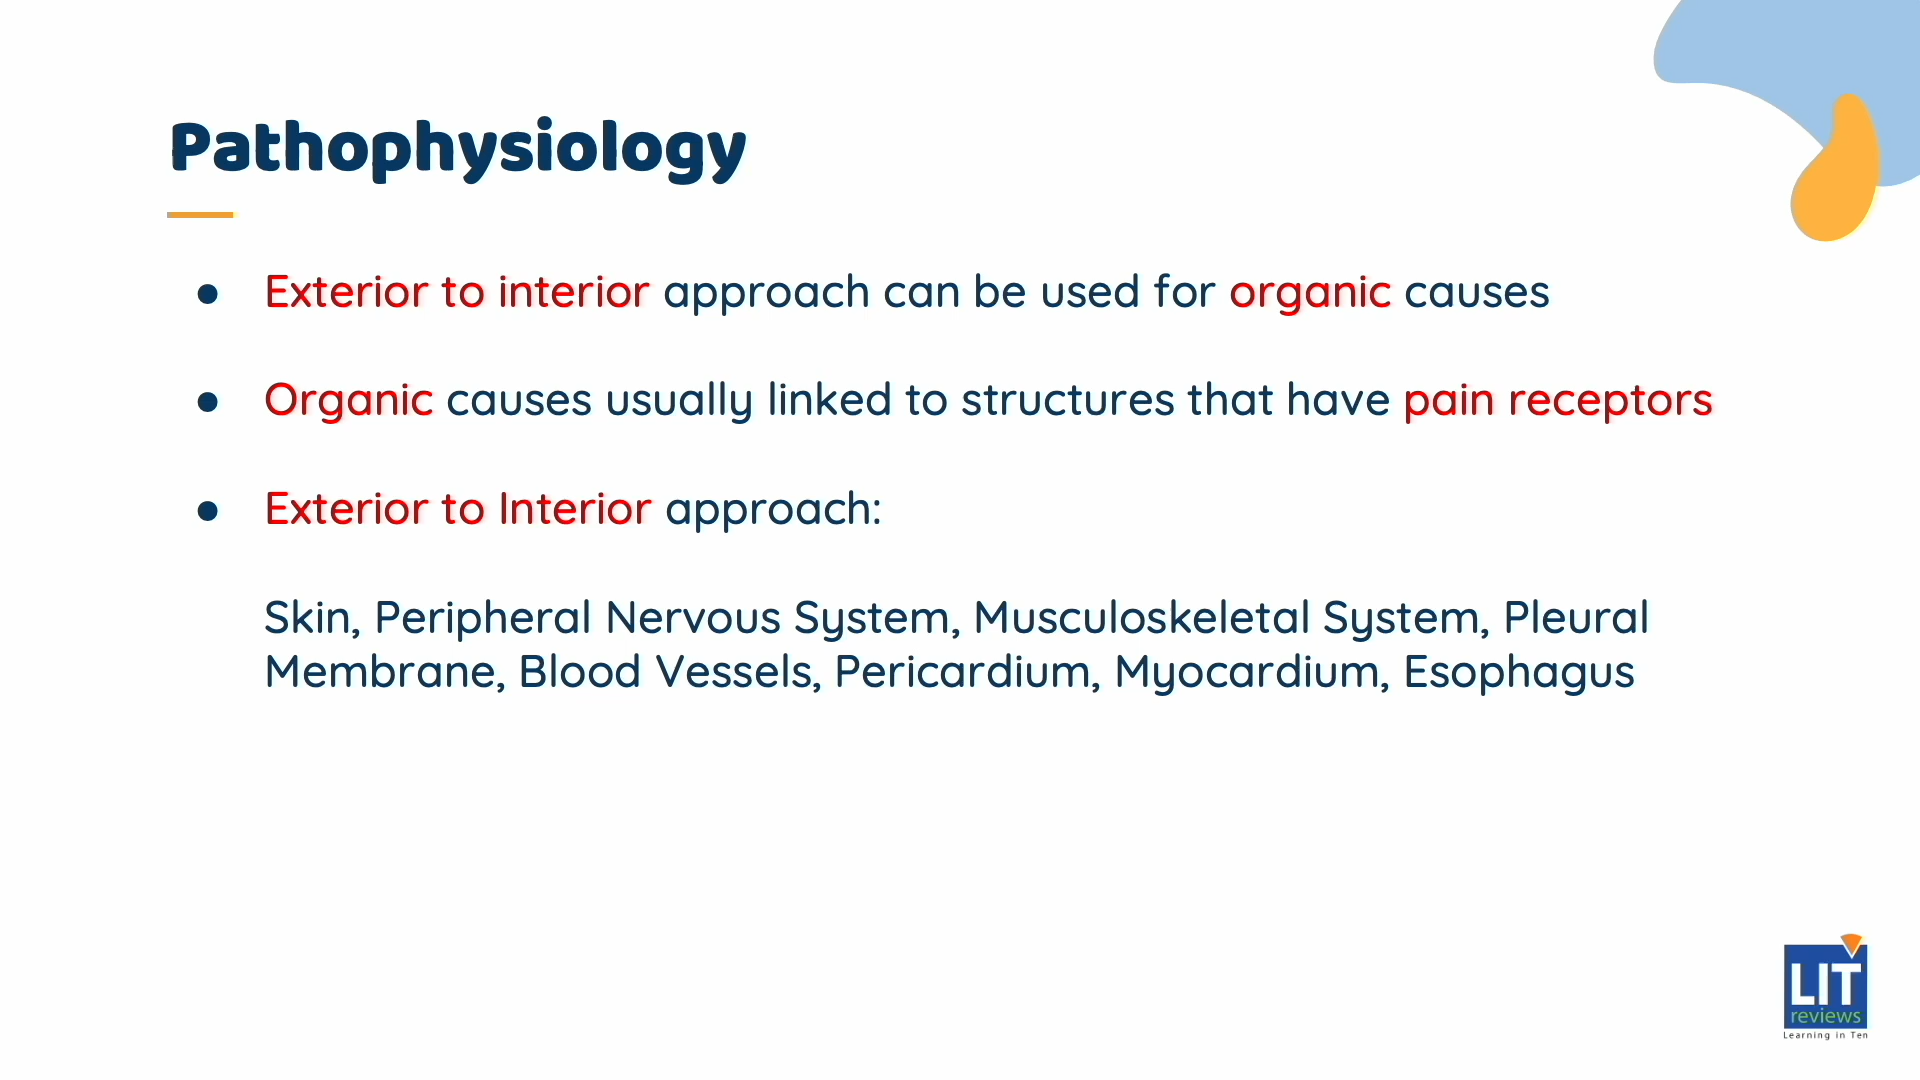 Pathophysiology
● Exterior to interior approach can be used for organic causes
● Organic causes usually linked to structures that have pain receptors
● Exterior to Interior approach:
Skin, Peripheral Nervous System, Musculoskeletal System, Pleural
Membrane, Blood Vessels, Pericardium, Myocardium, Esophagus
LIT
reviews
Learning in Ten